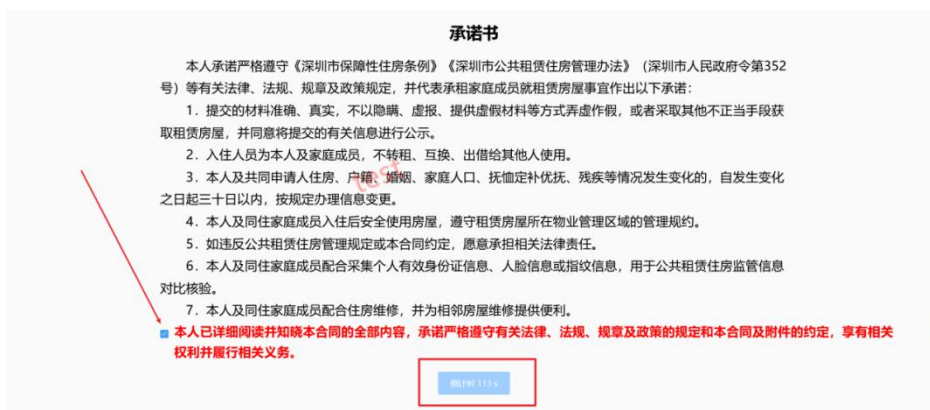 承诺书
本人承诺严格遵守《深圳市保障性住房条例》《深圳市公共租赁住房管理办法》（深圳市人民政府令第352
号）等有关法律、法规、规章及政策规定，并代表承租家庭成员就租赁房屋事宜作出以下承诺：
1．提交的材料准确、真实，不以隐瞒、虚报、提供虚假材料等方式弄虚作假，或者采取其他不正当手段获
取租赁房屋，并同意将提交的有关信息进行公示。
2．入住人员为本人及家庭成员，不转租、互换、出借给其他人使用。
test
3．本人及共同申请人住房、户籍、婚姻、家庭人口、抚恤定补优抚、残疾等情况发生变化的，自发生变化
之日起三十日以内，按规定办理信息变更。
4．本人及同住家庭成员入住后安全使用房屋，遵守租赁房屋所在物业管理区域的管理规约。
5．如违反公共租赁住房管理规定或本合同约定，愿意承担相关法律责任。
6．本人及同住家庭成员配合采集个人有效身份证信息、人脸信息或指纹信息，用于公共租赁住房监管信息
对比核验。
7．本人及同住家庭成员配合住房维修，并为相邻房屋维修提供便利。
本人已详细阅读并知晓本合同的全部内容，承诺严格遵守有关法律、法规、规章及政策的规定和本合同及附件的约定，享有相关
权利并履行相关义务。
倒计时 113 s